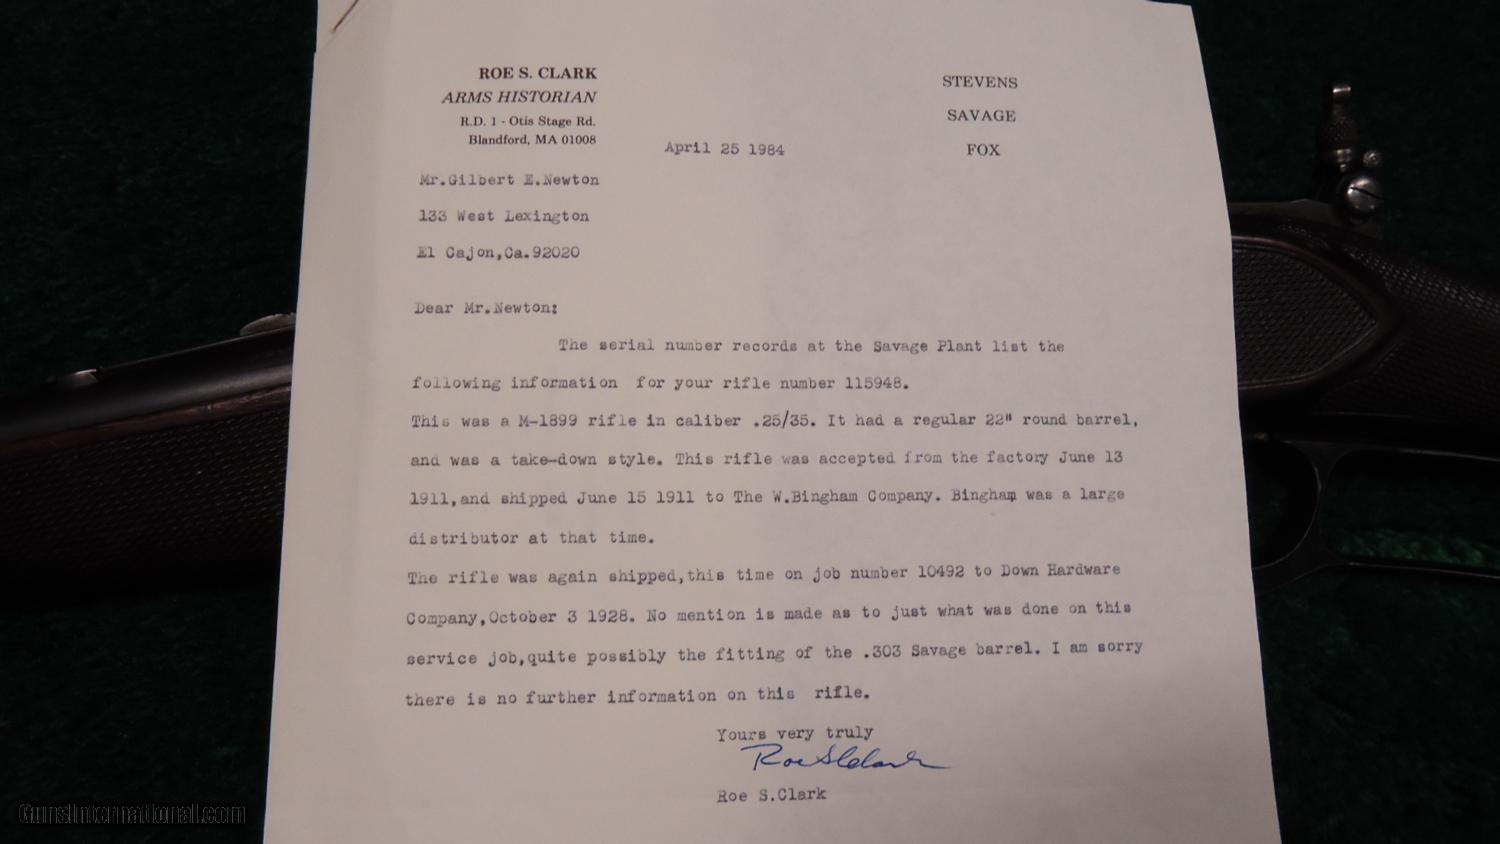 ROE S. CLARK
ARMS HISTORIAN
R.D. 1 - Otis Stage Rd.
Blandford, MA 01008
STEVENS
SAVAGE
FOX
April 25 1984
Mr.Gilbert E.Newton
133 West Lexington
El Cajon,Ca.92020
Dear Mr.Newton:
The serial number records at the Savage Plant list the
following information for your rifle number 115948.
This was a M-1899 rifle in caliber .25/35. It had a regular 22" round barrel,
and was a take-down style. This rifle was accepted from the factory June 13
1911,and shipped June 15 1911 to The W.Bingham Company. Bingham was a large
distributor at that time.
The rifle was again shipped,this time on job number 10492 to Down Hardware
Company,October 3 1928. No mention is made as to just what was done on this
service job,quite possibly the fitting of the .303 Savage barrel. I am sorry
there is no further information on this rifle.
Yours very truly
Roe S Clark
Roe S.Clark
GunsInternational.com